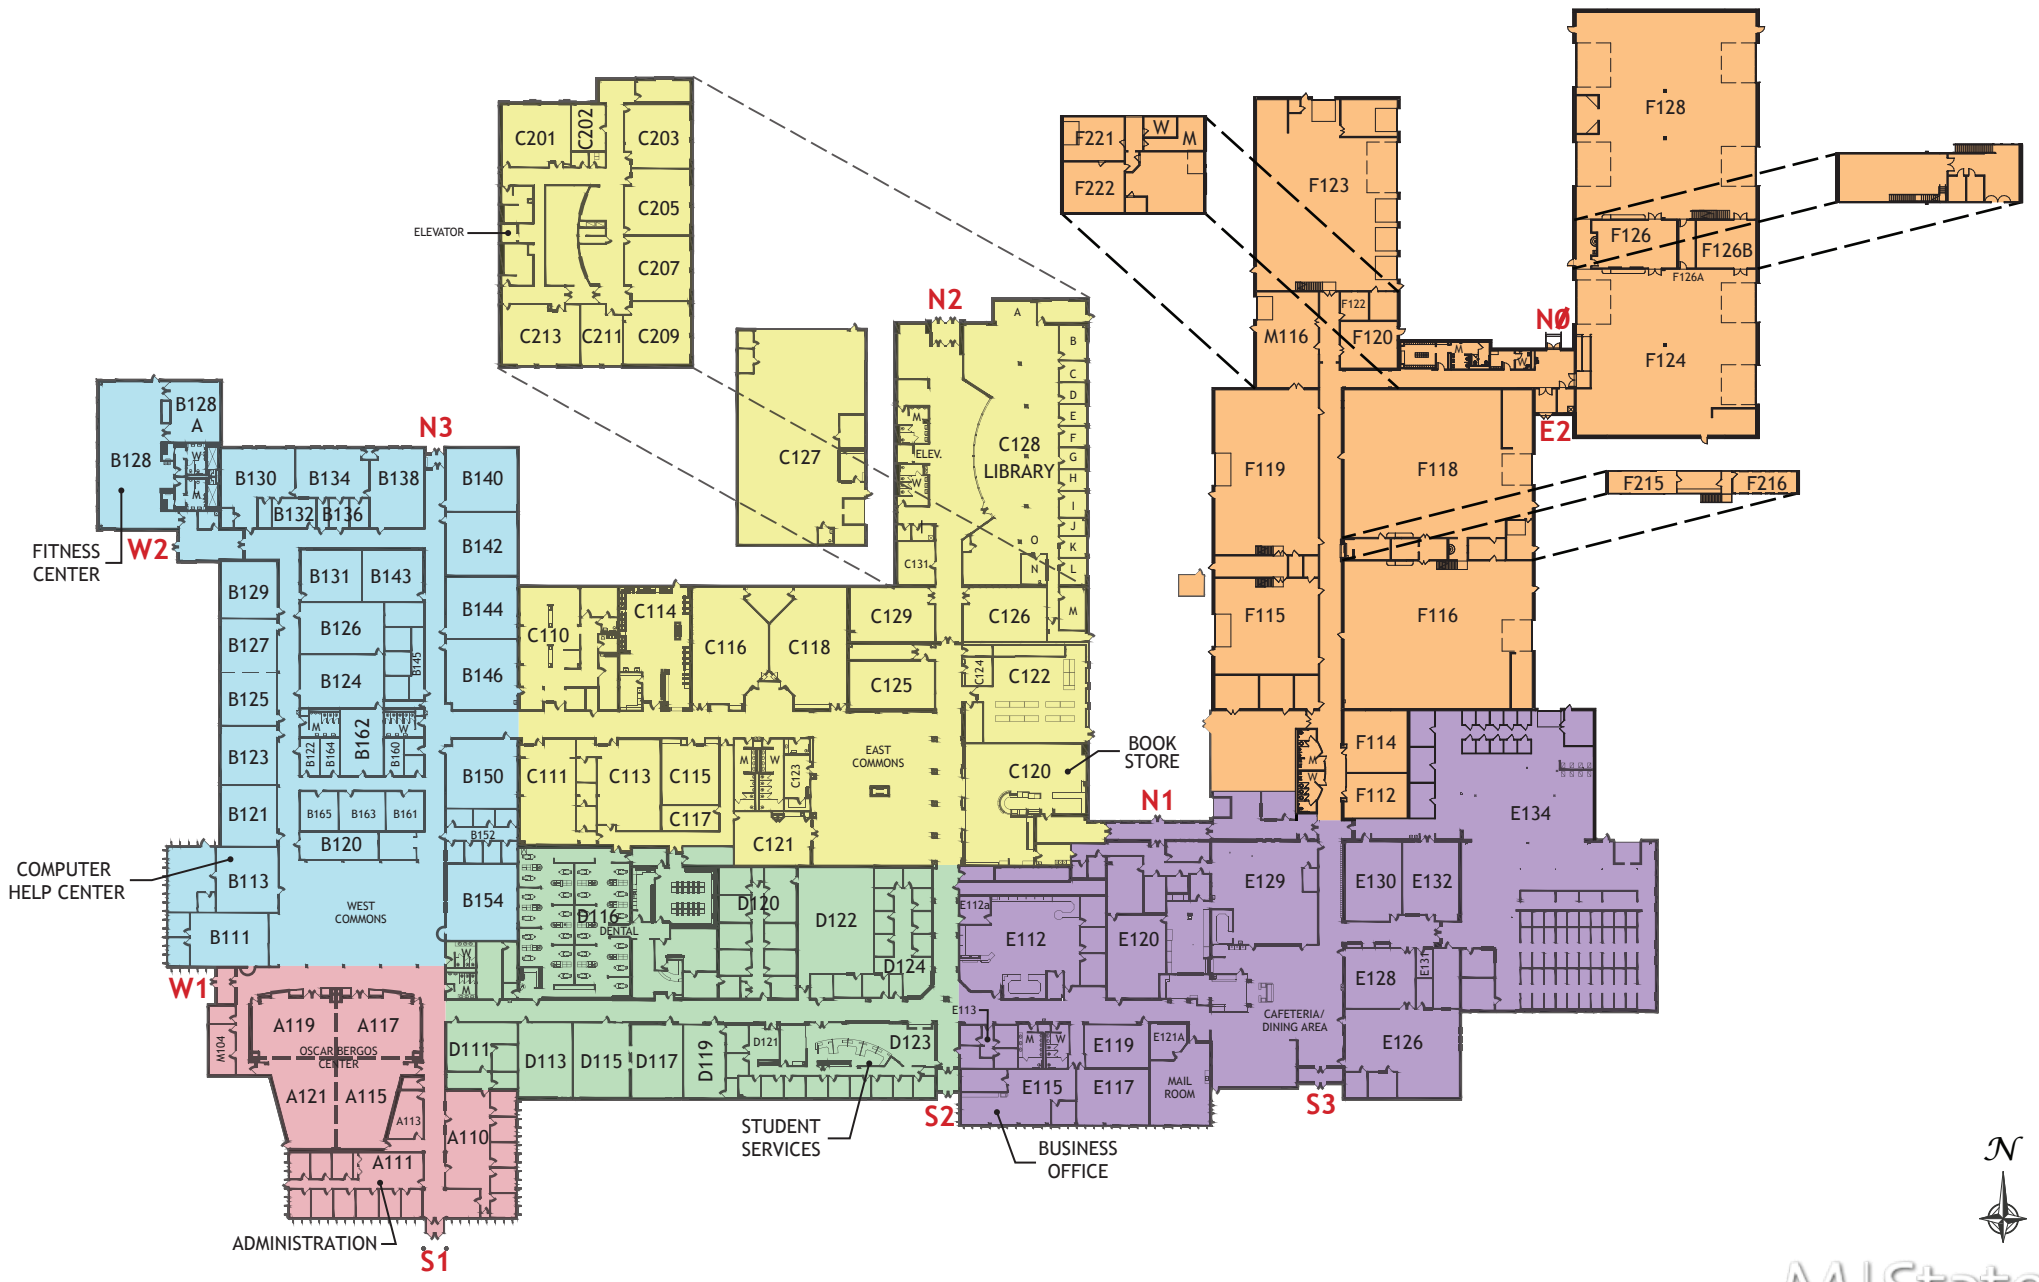 C201
C202
C203
C205
ELEVATOR
C207
C213
C211
C209
F221
W
M
F222
F123
F128
F126
F126B
F126A
F122
M116
F120
NØ
M
W
F124
E2
N2
A
B
C
D
E
F
G
H
I
J
K
L
M
N
O
M
ELEV.
W
C128
LIBRARY
C131
C127
F119
F118
F215
F216
F115
F116
B128
A
B128
W
M
N3
B130
B134
B138
B140
B132
B136
W2
FITNESS
CENTER
B142
B131
B143
B129
B144
B126
B127
B145
B124
B146
B125
M
W
B122
B164
B162
B160
B123
B150
B165
B163
B161
B121
B152
B120
COMPUTER
HELP CENTER
B113
B154
WEST
COMMONS
B111
W1
C110
C114
C116
C118
C129
C126
C125
C124
C122
C111
C113
C115
M
W
C123
EAST
COMMONS
C117
C121
C120
BOOK
STORE
N1
F114
M
W
F112
E134
E129
E130
E132
D116
DENTAL
D120
D122
D124
E112a
E112
E120
E131
E128
W
M
E113
CAFETERIA/
DINING AREA
E126
A119
A117
M104
OSCAR BERGOS
CENTER
A121
A115
A113
A110
A111
ADMINISTRATION
S1
D111
D113
D115
D117
D119
D121
D123
STUDENT
SERVICES
S2
M
W
E119
E121A
E115
E117
MAIL
ROOM
BUSINESS
OFFICE
S3
N